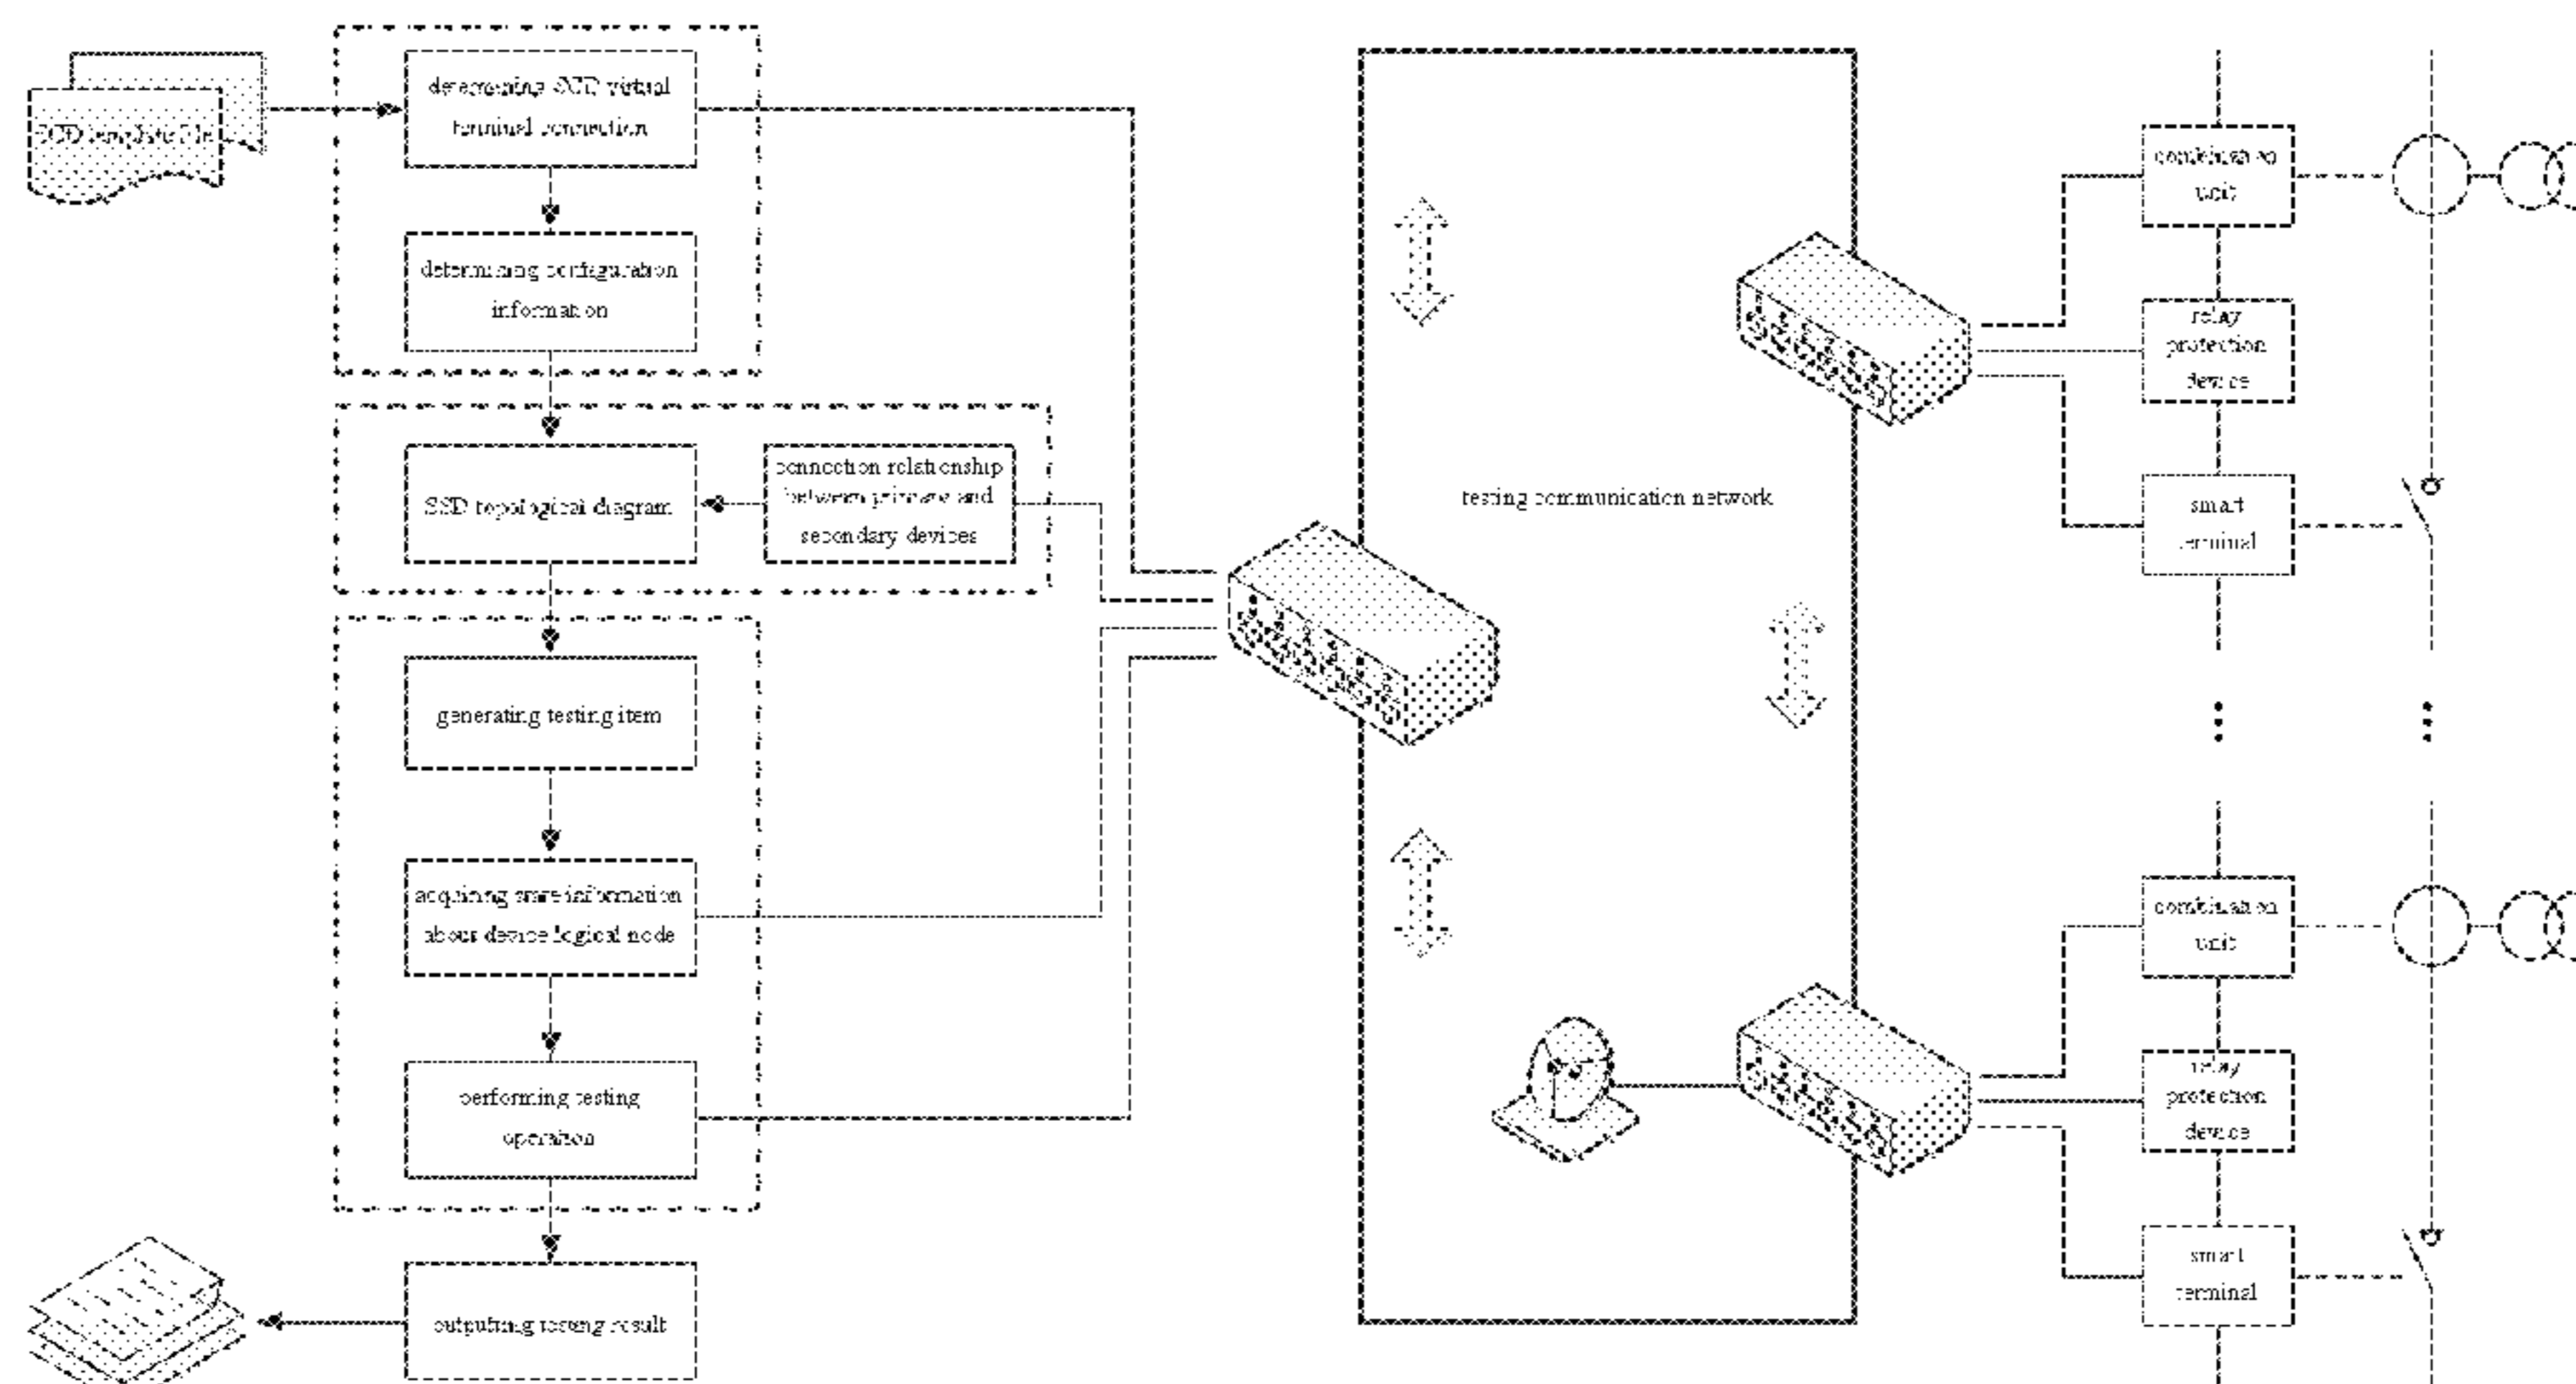 SCD template file
determining SCD virtual
terminal connection
determining configuration
information
SSD topological diagram
connection relationship
between primary and
secondary devices
generating testing item
acquiring state information
about device logical node
performing testing
operation
outputting testing result
testing communication network
combination
unit
relay
protection
device
smart
terminal
combination
unit
relay
protection
device
smart
terminal